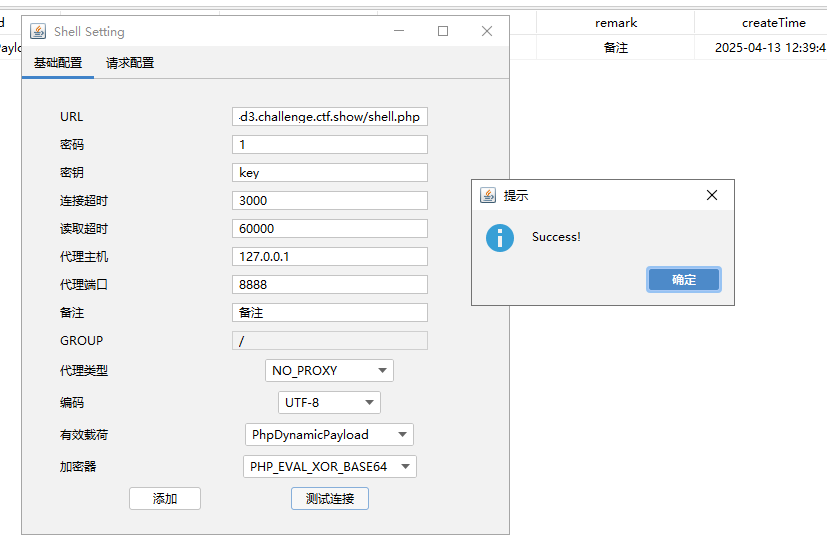 remark createTime
备注 2025-04-13 12:39:4
Shell Setting
基础配置 请求配置
URL d3.challenge.ctf.show/shell.php
密码 1
密钥 key
连接超时 3000
读取超时 60000
代理主机 127.0.0.1
代理端口 8888
备注 备注
GROUP /
代理类型 NO_PROXY
编码 UTF-8
有效载荷 PhpDynamicPayload
加密器 PHP_EVAL_XOR_BASE64
添加 测试连接
提示
Success!
确定